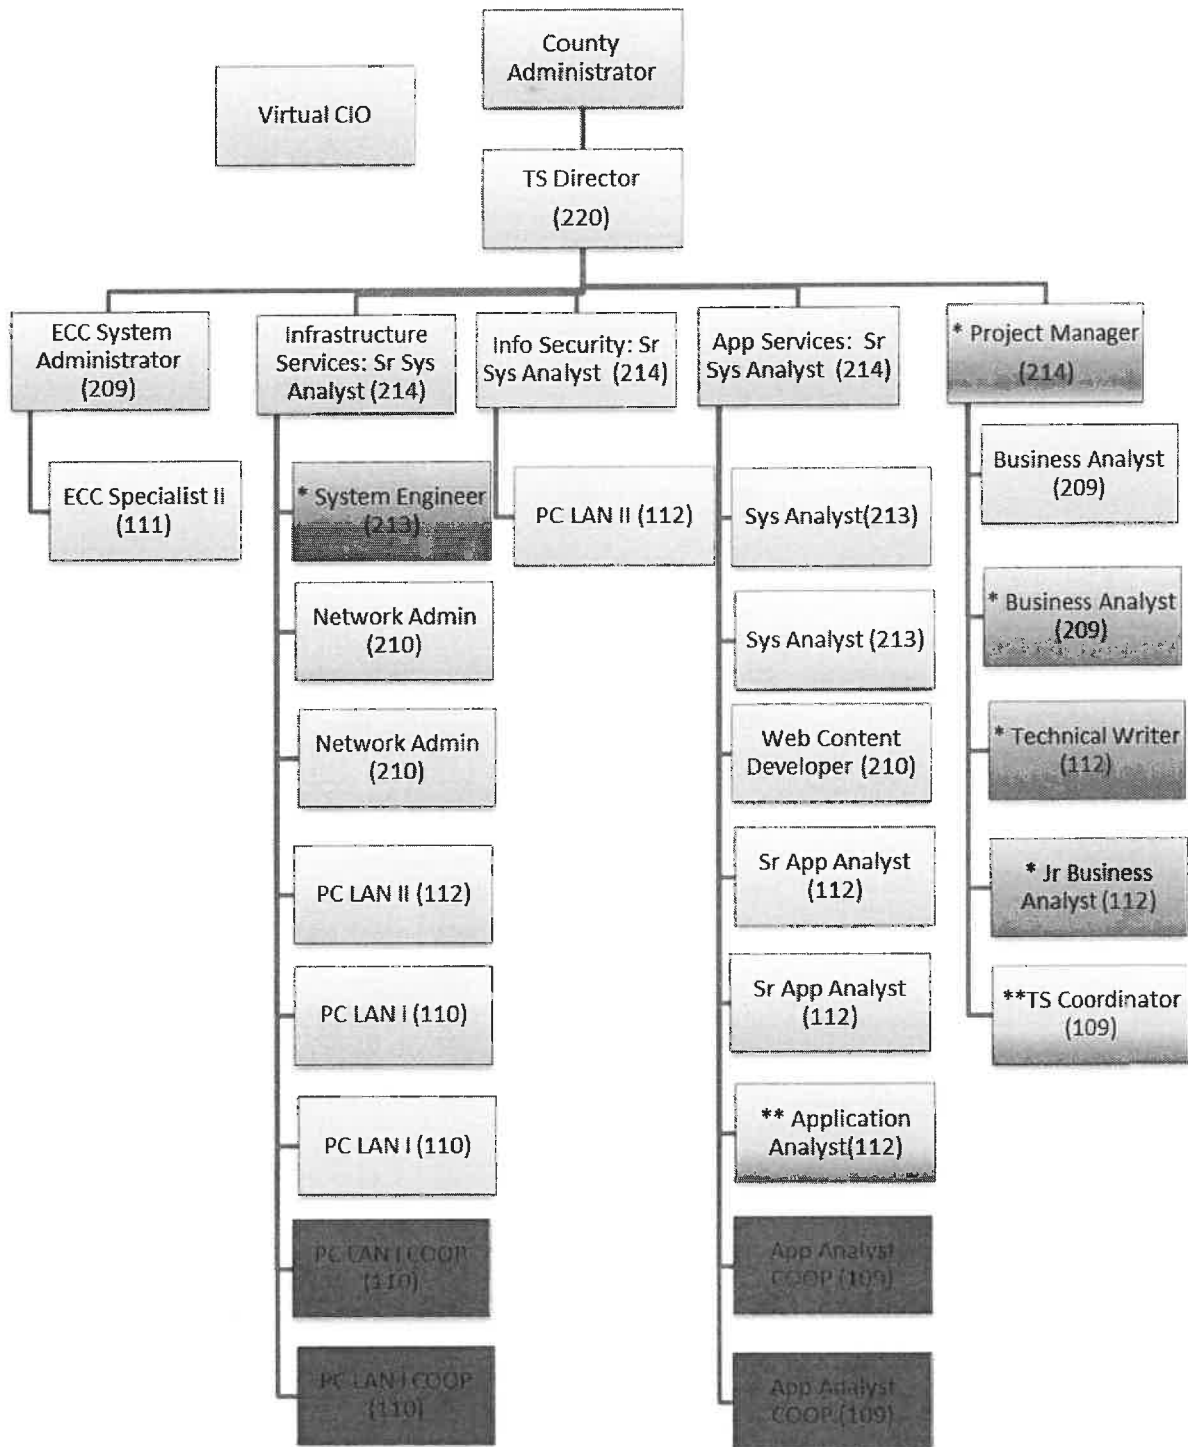 County
Administrator
Virtual CIO
TS Director
(220)
ECC System
Administrator
(209)
ECC Specialist II
(111)
Infrastructure
Services: Sr Sys
Analyst (214)
* System Engineer
(213)
Network Admin
(210)
Network Admin
(210)
PC LAN II (112)
PC LAN I (110)
PC LAN I (110)
PC LAN I COOP
(110)
PC LAN I COOP
(110)
Info Security: Sr
Sys Analyst (214)
PC LAN II (112)
App Services: Sr
Sys Analyst (214)
Sys Analyst(213)
Sys Analyst (213)
Web Content
Developer (210)
Sr App Analyst
(112)
Sr App Analyst
(112)
** Application
Analyst(112)
App Analyst
COOP (109)
App Analyst
COOP (109)
* Project Manager
(214)
Business Analyst
(209)
* Business Analyst
(209)
* Technical Writer
(112)
* Jr Business
Analyst (112)
**TS Coordinator
(109)